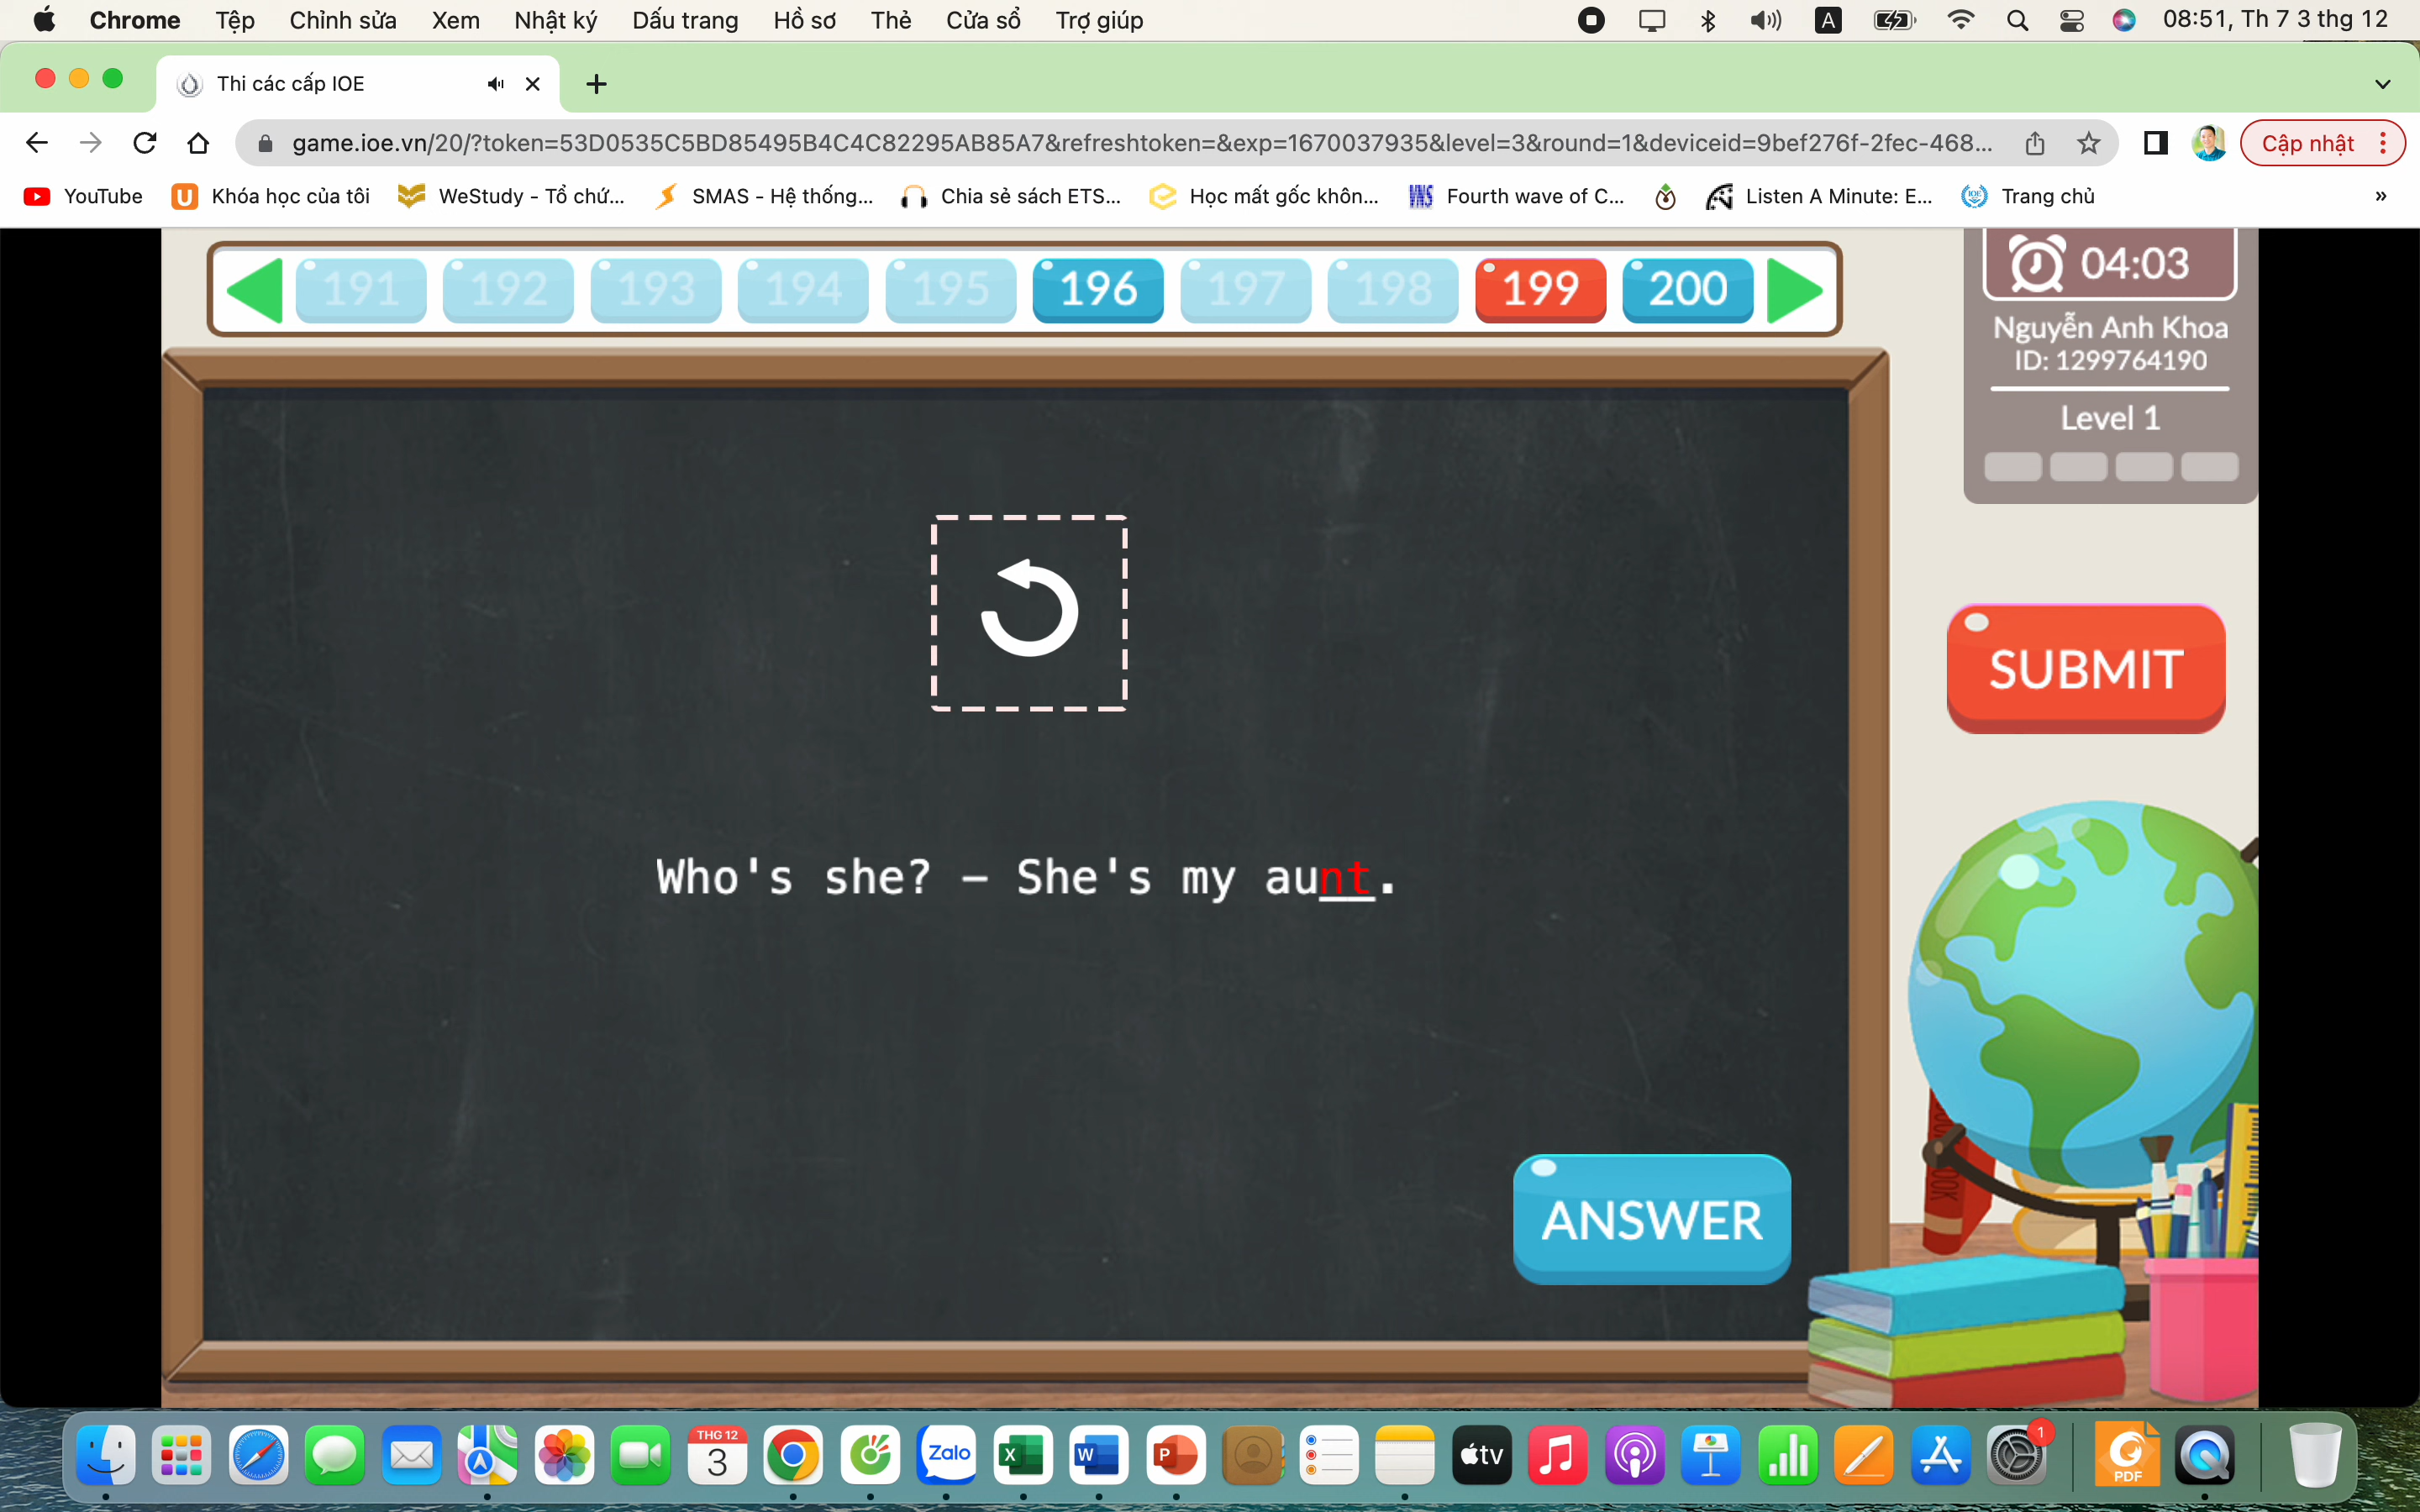 Chrome Tệp Chỉnh sửa Xem Nhật ký Dấu trang Hồ sơ Thẻ Cửa sổ Trợ giúp A 08:51, Th 7 3 thg 12
Thi các cấp IOE
game.ioe.vn/20/?token=53D0535C5BD85495B4C4C82295AB85A7&refreshtoken=&exp=1670037935&level=3&round=1&deviceid=9bef276f-2fec-468... Cập nhật
YouTube U Khóa học của tôi WeStudy - Tổ chứ... SMAS - Hệ thống... Chia sẻ sách ETS... Học mất gốc khôn... VNS Fourth wave of C... Listen A Minute: E... IOE Trang chủ »
191 192 193 194 195 196 197 198 199 200
04:03
Nguyễn Anh Khoa
ID: 1299764190
Level 1
SUBMIT
Who's she? – She's my aunt.
ANSWER
BOOK
THG 12
3
Zalo X W P tv 1 PDF